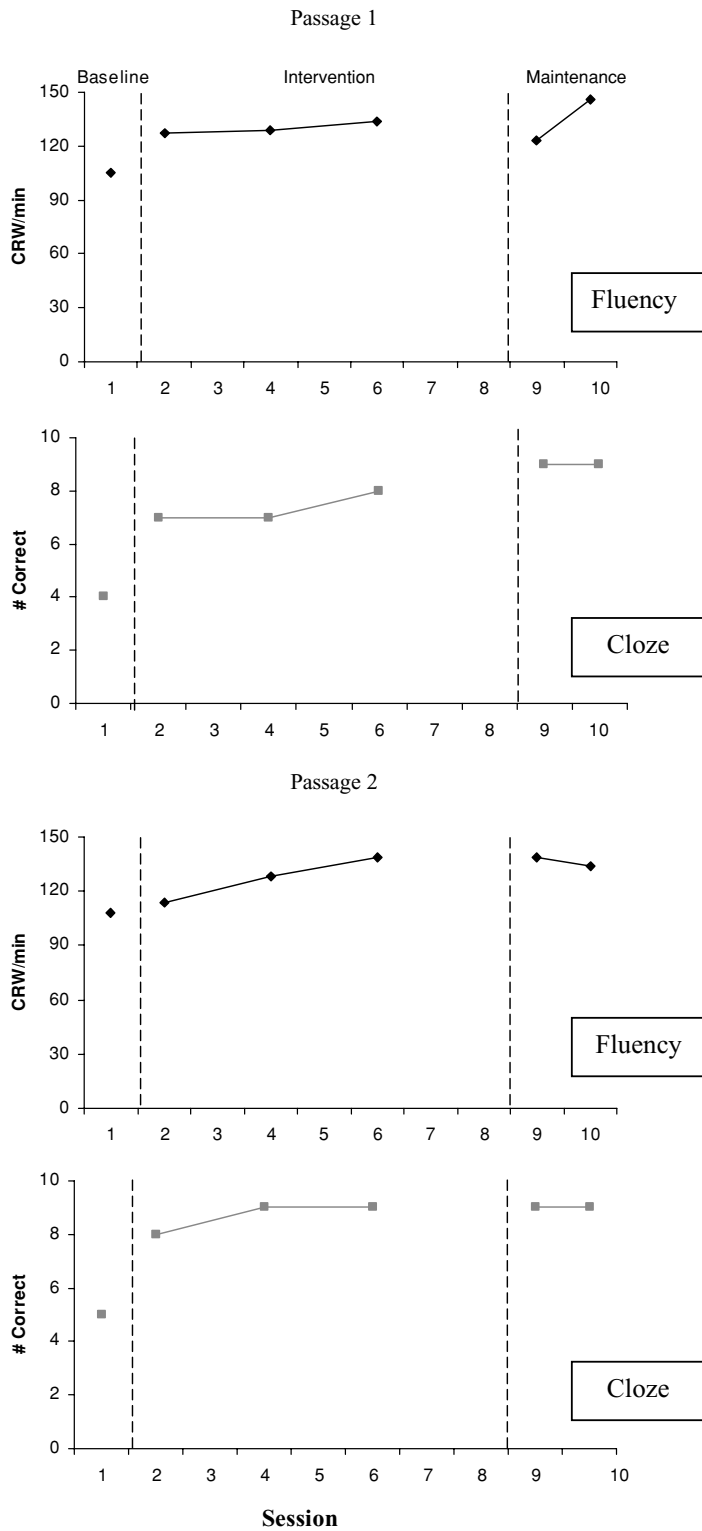 Passage 1
Baseline Intervention Maintenance
150
120
90
60
30
0
CRW/min
Fluency
1 2 3 4 5 6 7 8 9 10
10
8
6
4
2
0
# Correct
Cloze
1 2 3 4 5 6 7 8 9 10
Passage 2
150
120
90
60
30
0
CRW/min
Fluency
1 2 3 4 5 6 7 8 9 10
10
8
6
4
2
0
# Correct
Cloze
1 2 3 4 5 6 7 8 9 10
Session